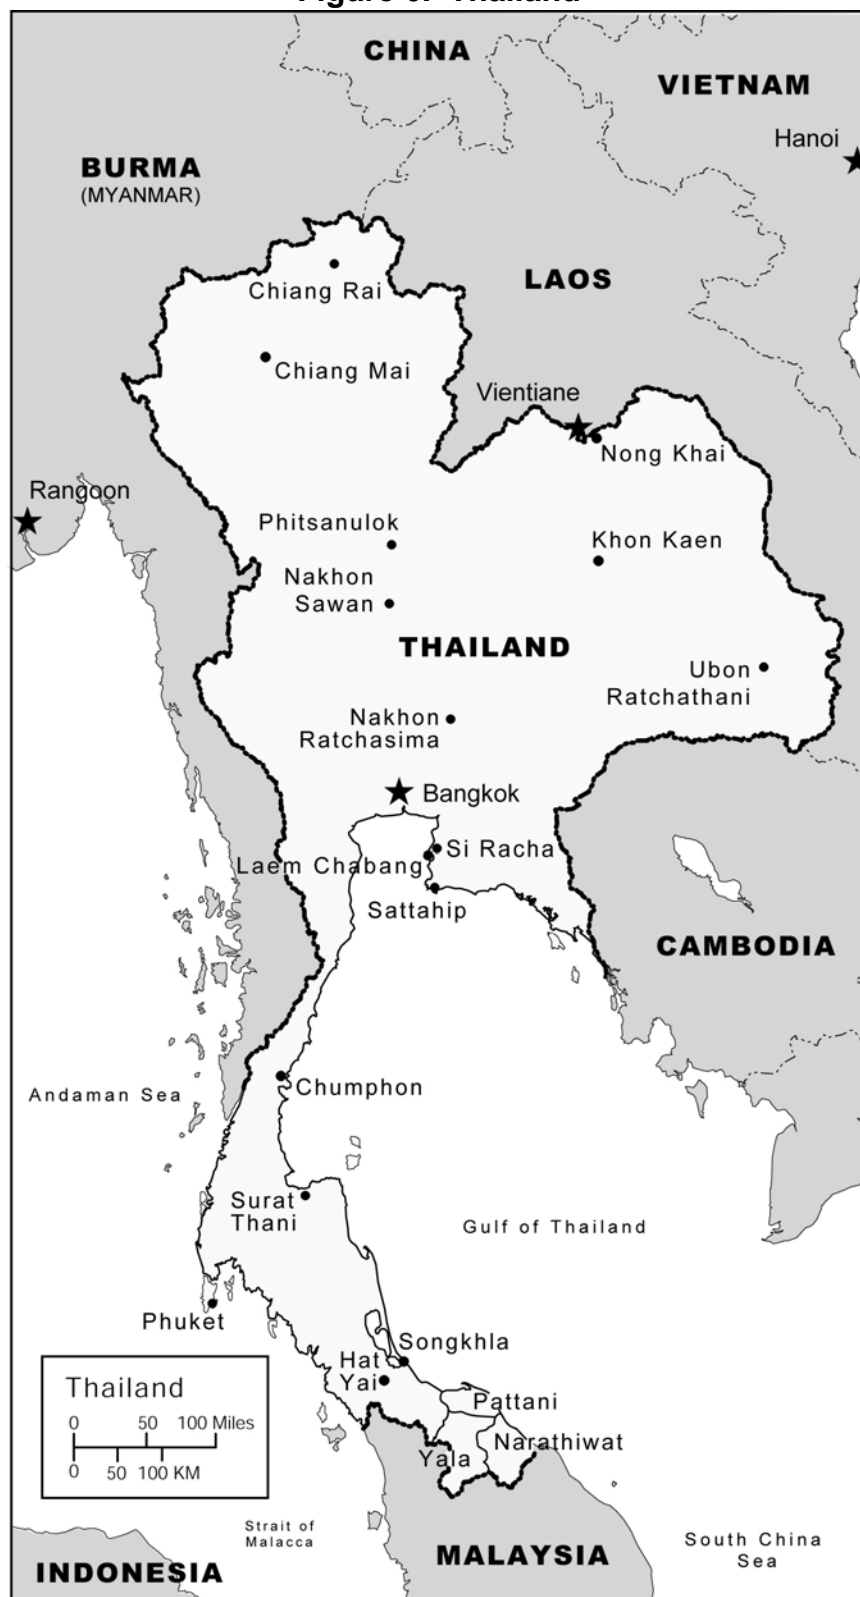 Figure 6. Thailand
CHINA
VIETNAM
Hanoi
BURMA
(MYANMAR)
LAOS
Chiang Rai
Chiang Mai
Vientiane
Nong Khai
Rangoon
Phitsanulok
Khon Kaen
Nakhon
Sawan
THAILAND
Ubon
Ratchathani
Nakhon
Ratchasima
Bangkok
Si Racha
Laem Chabang
Sattahip
CAMBODIA
Andaman Sea
Chumphon
Surat
Thani
Gulf of Thailand
Phuket
Songkhla
Hat
Yai
Pattani
Narathiwat
Yala
Thailand
0 50 100 Miles
0 50 100 KM
Strait of
Malacca
South China
Sea
MALAYSIA
INDONESIA